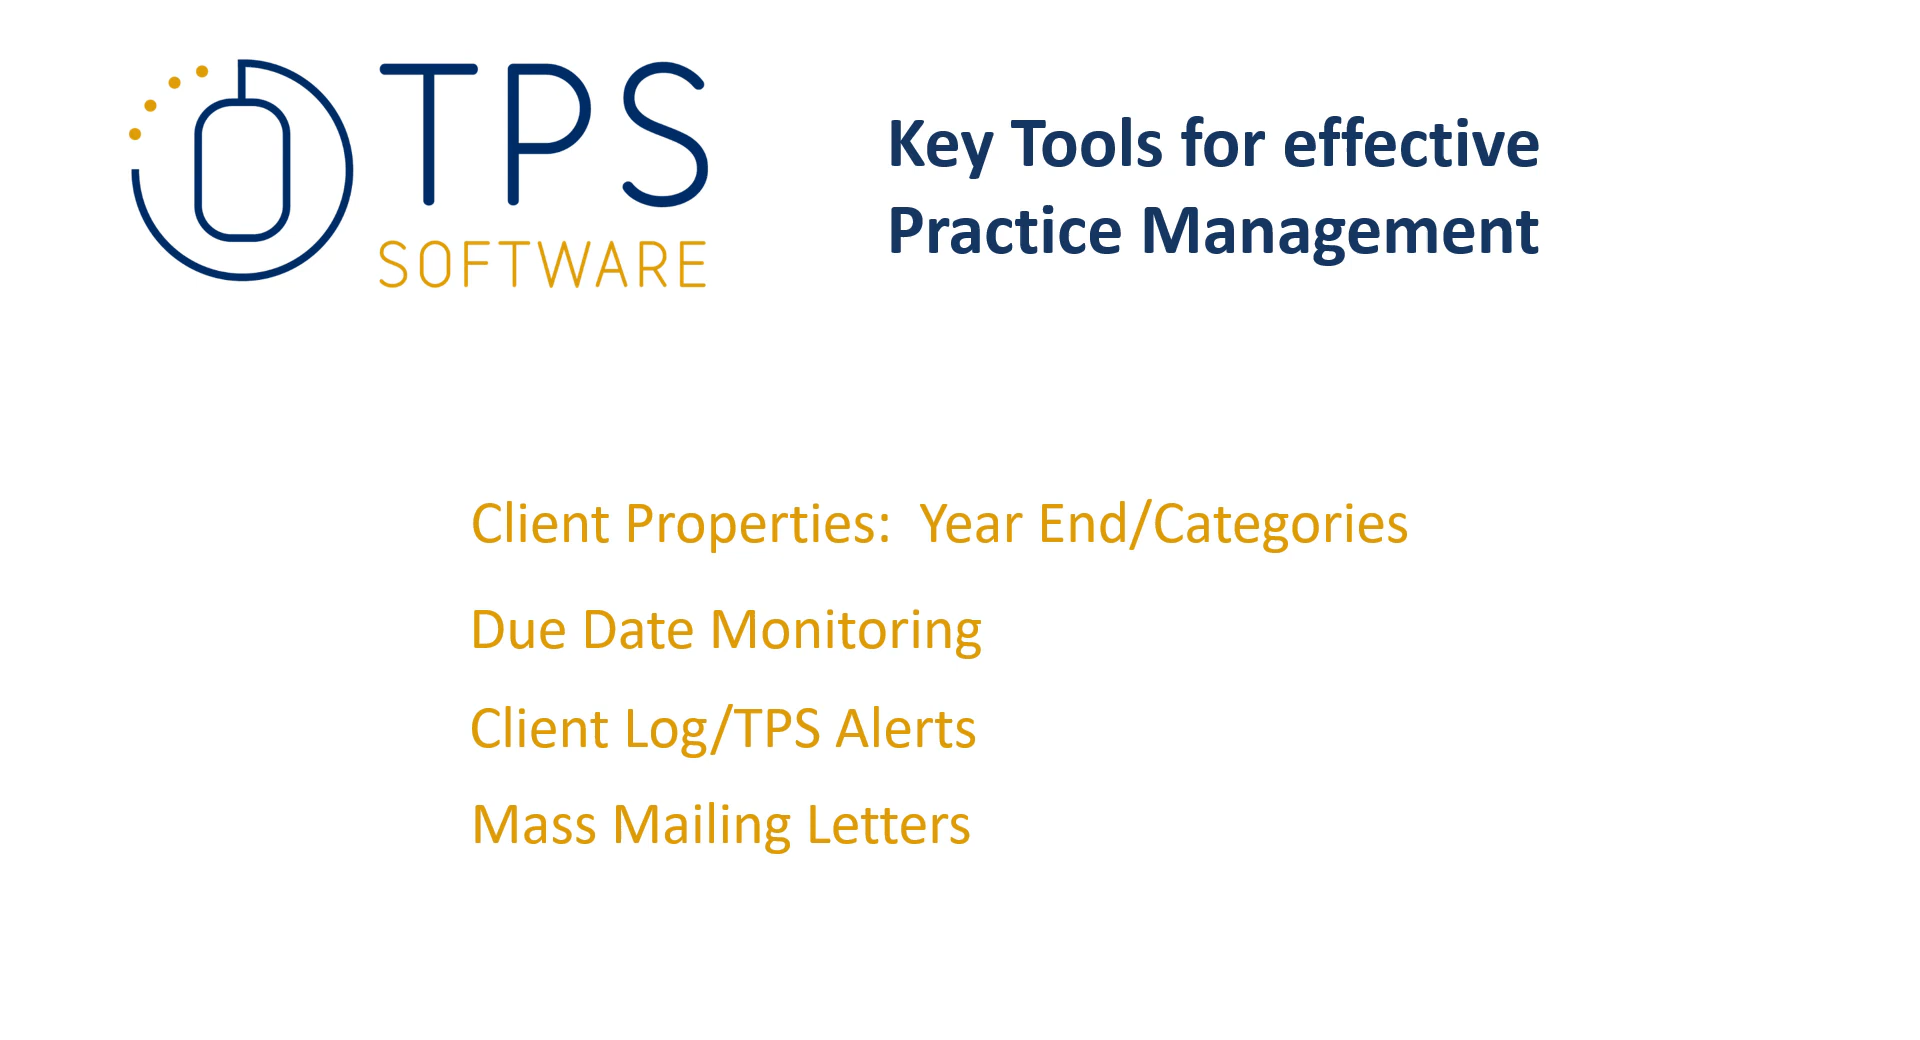 TPS
SOFTWARE
Key Tools for effective
Practice Management
Client Properties:  Year End/Categories
Due Date Monitoring
Client Log/TPS Alerts
Mass Mailing Letters